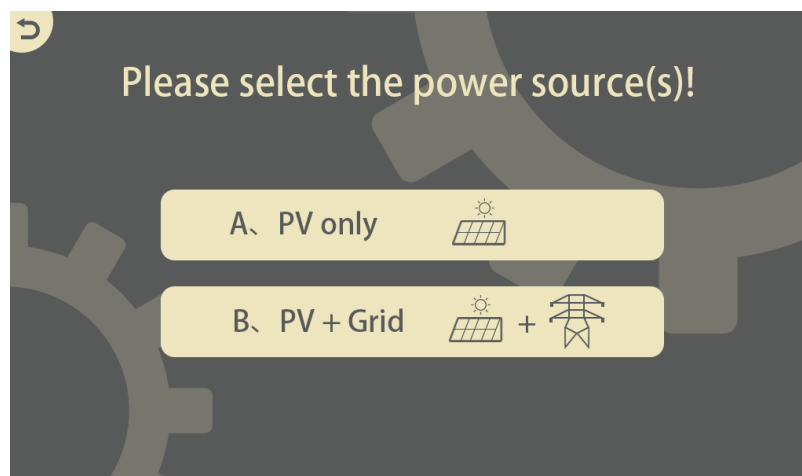 Please select the power source(s)!
A、PV only
B、PV + Grid +